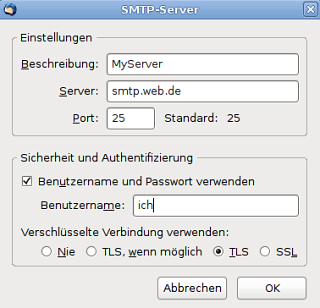 SMTP-Server
Einstellungen
Beschreibung: MyServer
Server: smtp.web.de
Port: 25 Standard: 25
Sicherheit und Authentifizierung
Benutzername und Passwort verwenden
Benutzername: ich
Verschlüsselte Verbindung verwenden:
Nie TLS, wenn möglich TLS SSL
Abbrechen OK